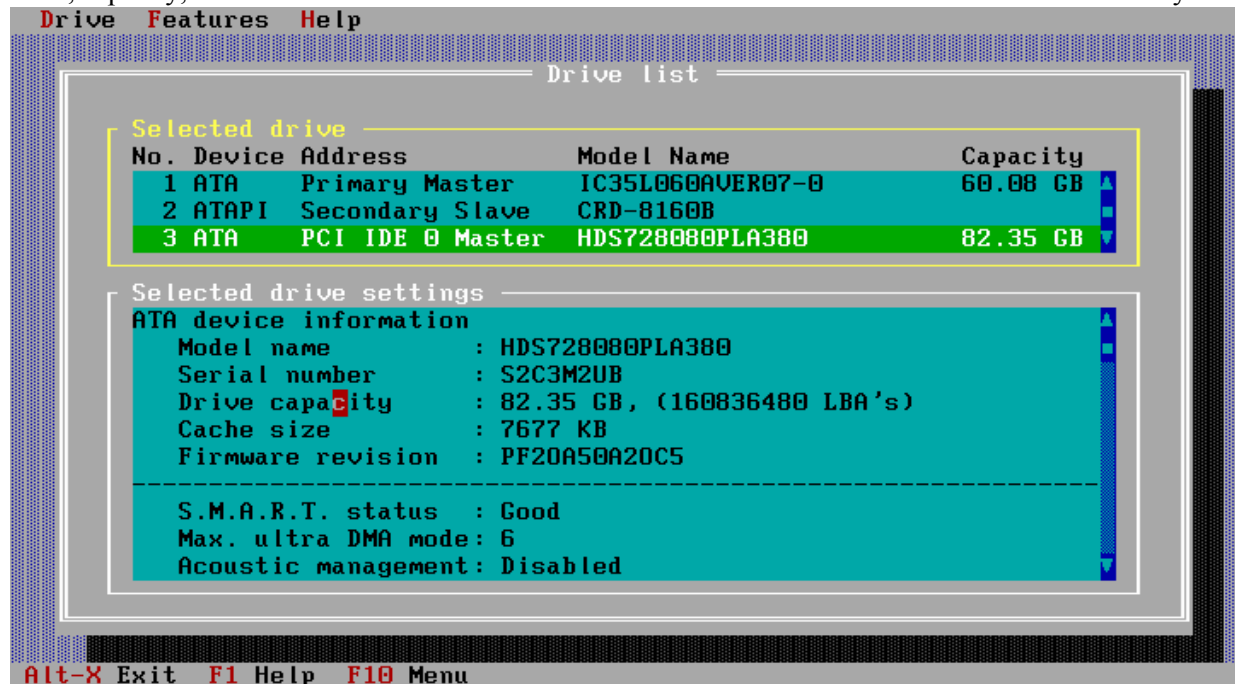 Drive Features Help
Drive list
Selected drive
No. Device Address Model Name Capacity
1 ATA Primary Master IC35L060AVER07-0 60.08 GB
2 ATAPI Secondary Slave CRD-8160B
3 ATA PCI IDE 0 Master HDS728080PLA380 82.35 GB
Selected drive settings
ATA device information
Model name : HDS728080PLA380
Serial number : S2C3M2UB
Drive capacity : 82.35 GB, (160836480 LBA's)
Cache size : 7677 KB
Firmware revision : PF2OA50A2OC5
S.M.A.R.T. status : Good
Max. ultra DMA mode: 6
Acoustic management: Disabled
Alt-X Exit F1 Help F10 Menu